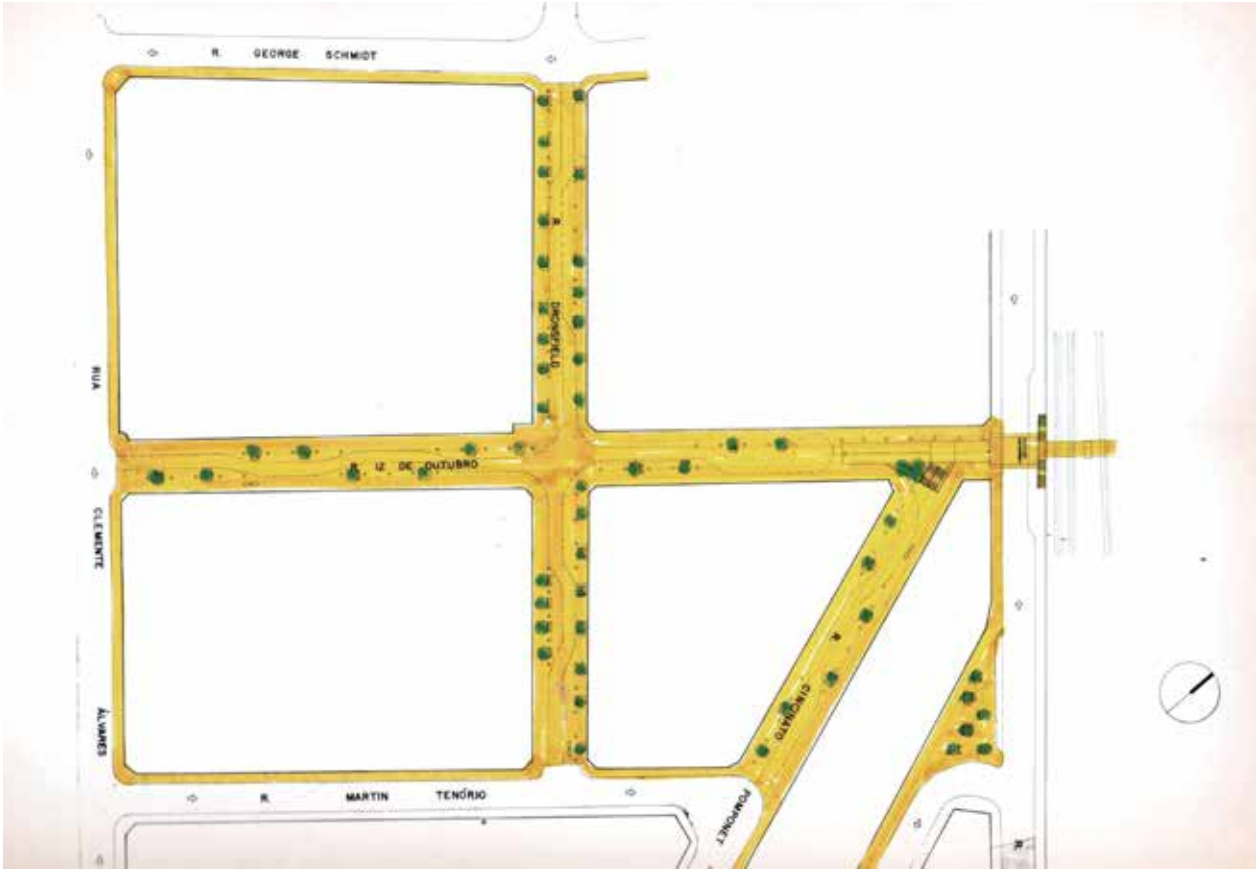 R. GEORGE SCHMIDT
R. DRONSFIELD
RUA CLEMENTE ÁLVARES
R. 12 DE OUTUBRO
R. CINCINATO POMPONET
R. MARTIN TENÓRIO
R.